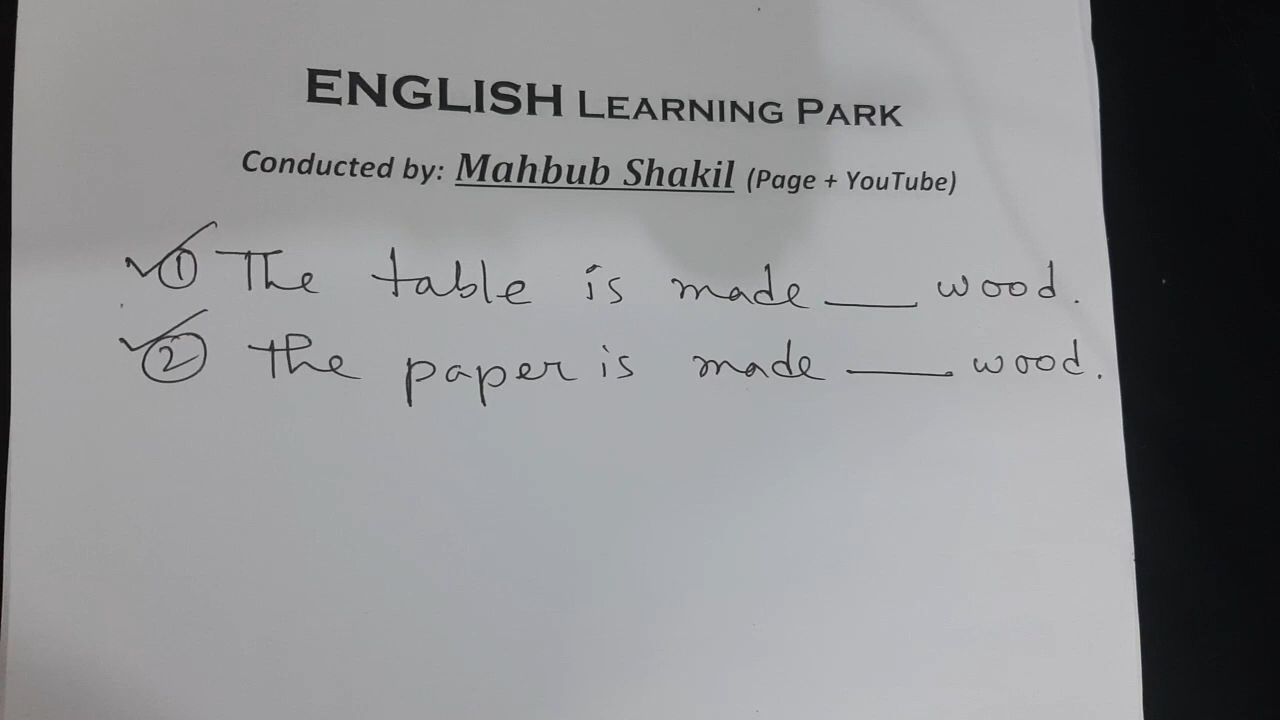 ENGLISH LEARNING PARK
Conducted by: Mahbub Shakil (Page + YouTube)
① The table is made ___ wood.
② the paper is made ___ wood.